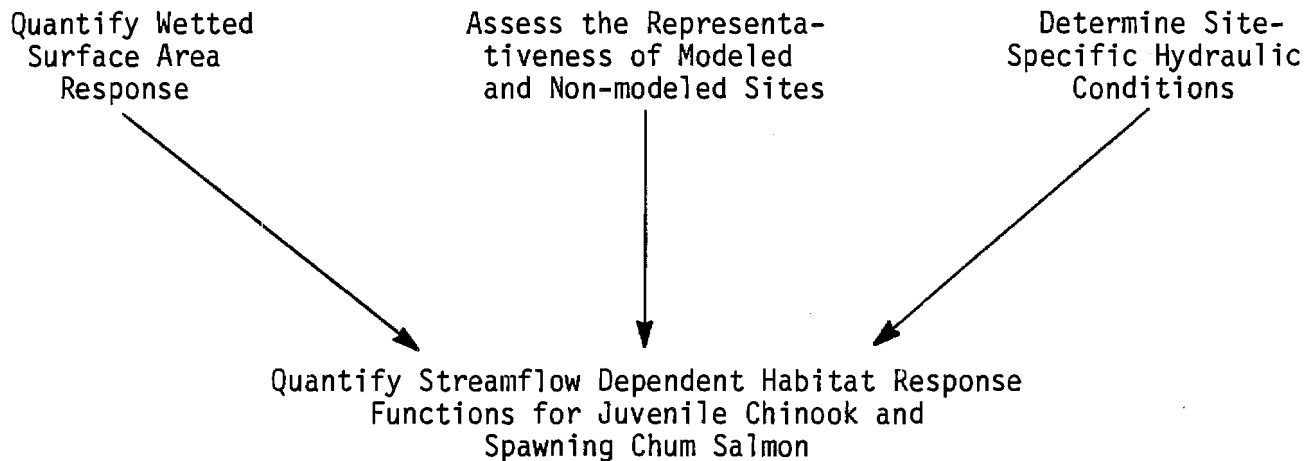 Quantify Wetted
Surface Area
Response
Assess the Representa-
tiveness of Modeled
and Non-modeled Sites
Determine Site-
Specific Hydraulic
Conditions
Quantify Streamflow Dependent Habitat Response
Functions for Juvenile Chinook and
Spawning Chum Salmon